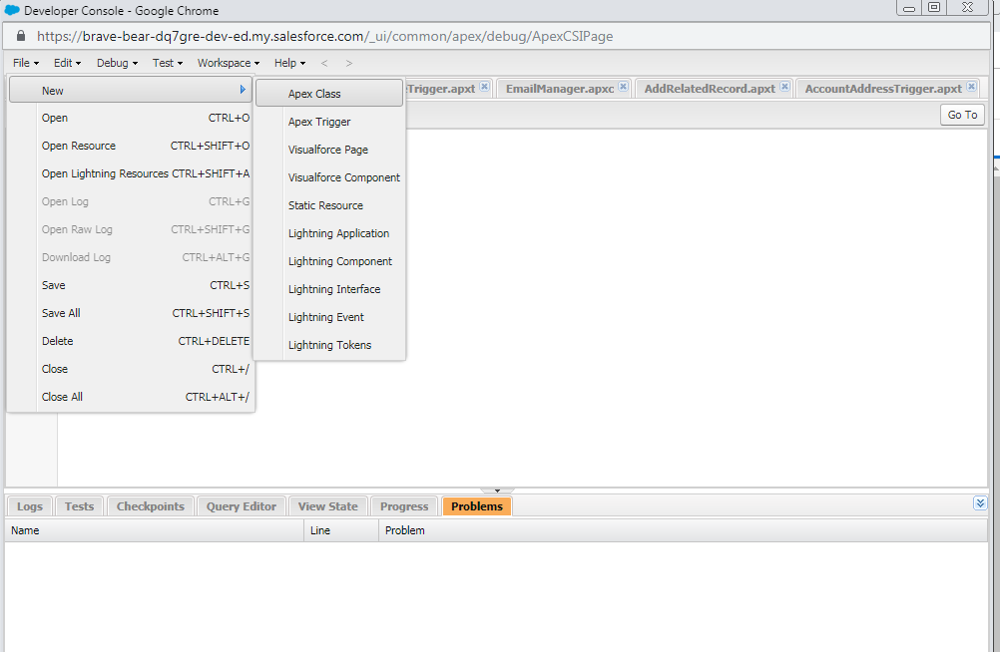 Developer Console - Google Chrome
https://brave-bear-dq7gre-dev-ed.my.salesforce.com/_ui/common/apex/debug/ApexCSIPage
File Edit Debug Test Workspace Help < >
eTrigger.apxt EmailManager.apxc AddRelatedRecord.apxt AccountAddressTrigger.apxt
Go To
New
Open CTRL+O
Open Resource CTRL+SHIFT+O
Open Lightning Resources CTRL+SHIFT+A
Open Log CTRL+G
Open Raw Log CTRL+SHIFT+G
Download Log CTRL+ALT+G
Save CTRL+S
Save All CTRL+SHIFT+S
Delete CTRL+DELETE
Close CTRL+/
Close All CTRL+ALT+/
Apex Class
Apex Trigger
Visualforce Page
Visualforce Component
Static Resource
Lightning Application
Lightning Component
Lightning Interface
Lightning Event
Lightning Tokens
Logs Tests Checkpoints Query Editor View State Progress Problems
Name Line Problem